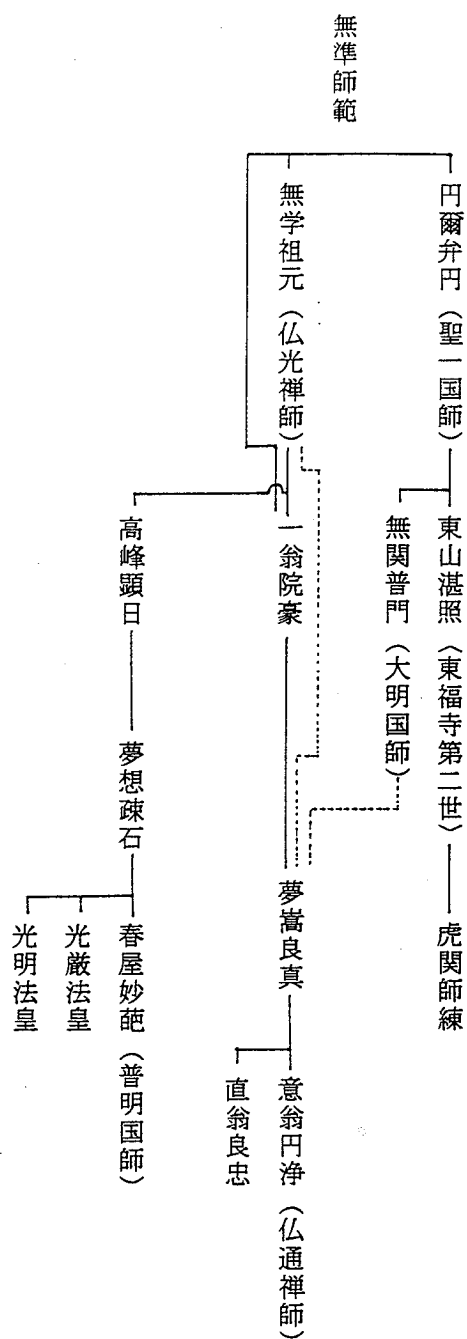 無準師範
円爾弁円(聖一国師)
東山湛照(東福寺第二世)
虎関師練
無関普門(大明国師)
無学祖元(仏光禅師)
一翁院豪
夢嵩良真
意翁円浄(仏通禅師)
直翁良忠
高峰顕日
夢想疎石
春屋妙葩(普明国師)
光厳法皇
光明法皇